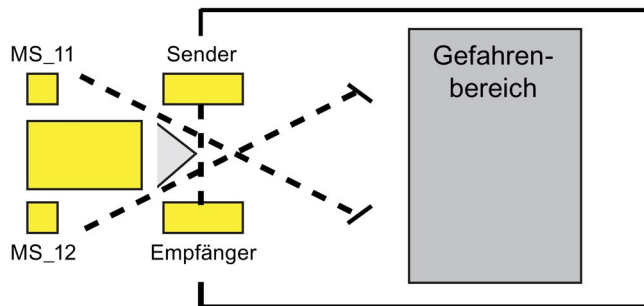 MS_11
Sender
Gefahren-
bereich
MS_12
Empfänger